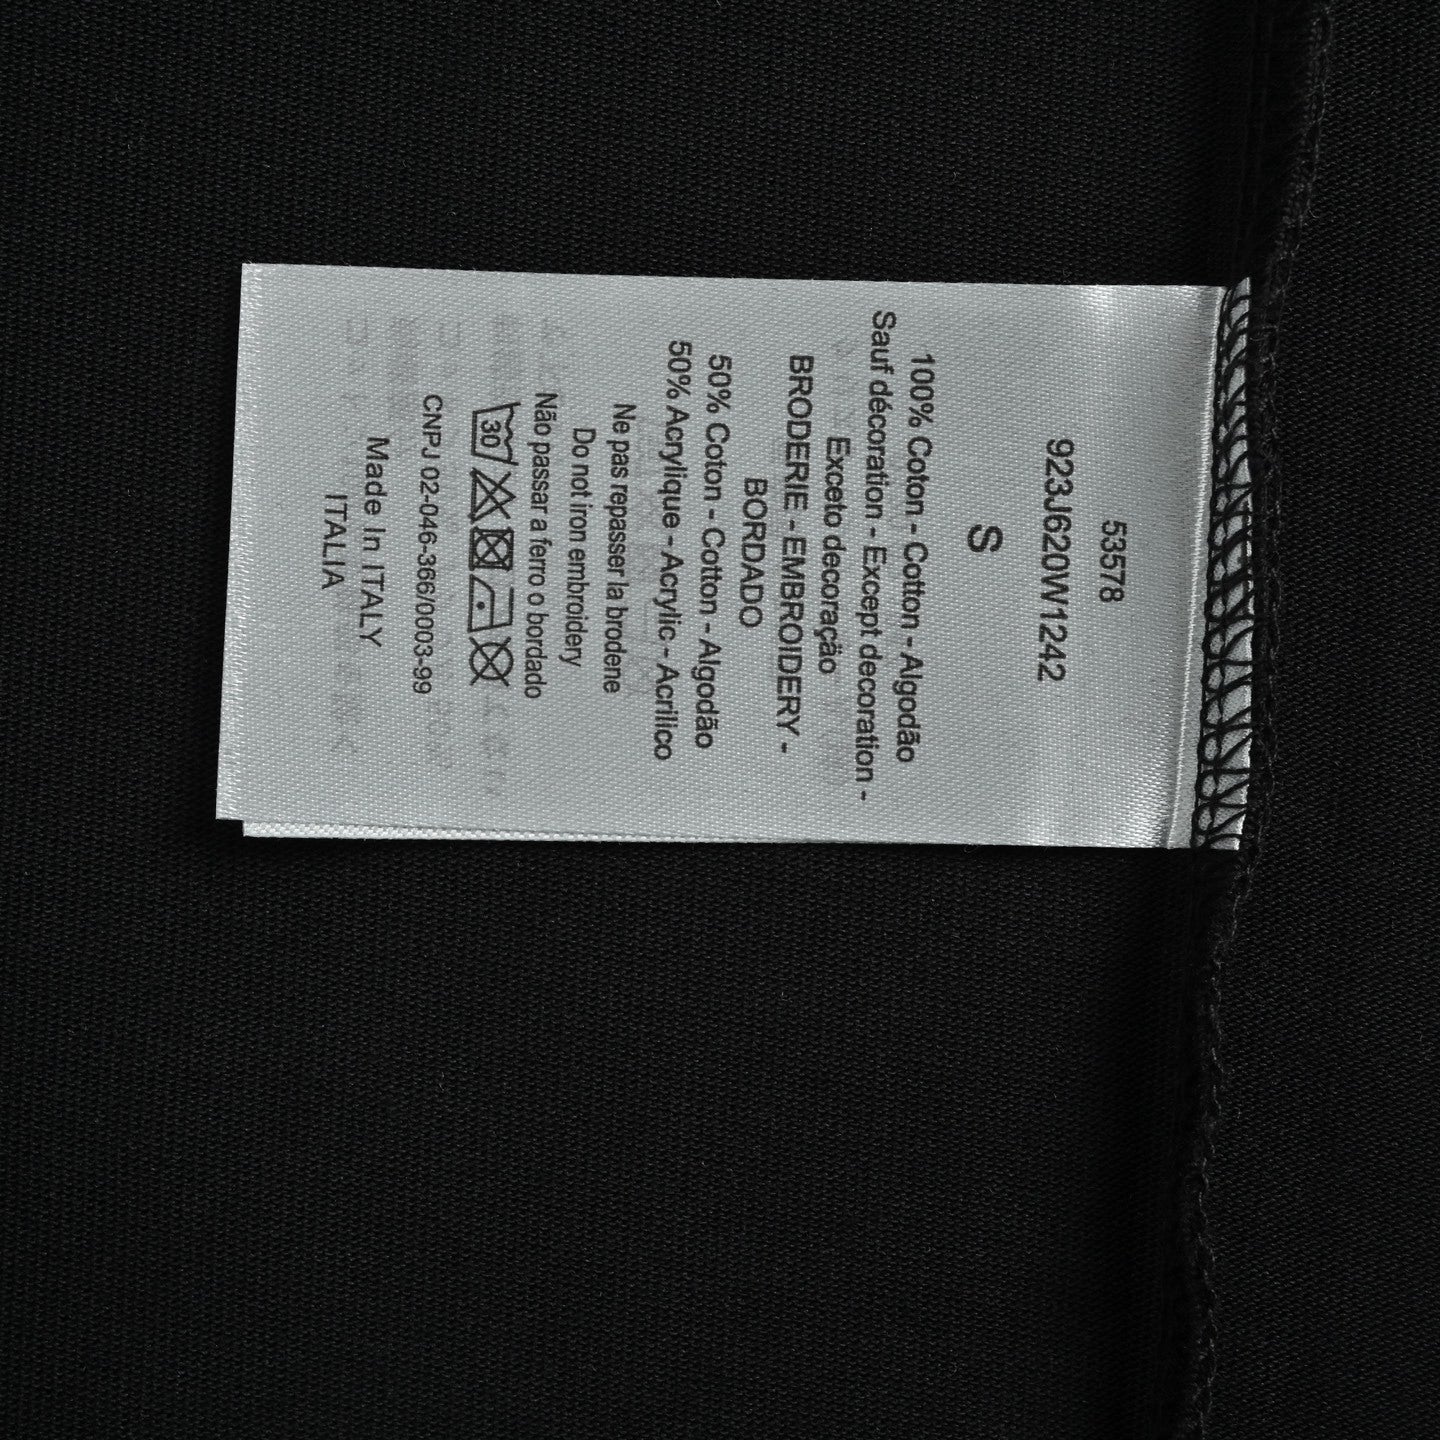 53578
923J620W1242
S
100% Coton - Cotton - Algodão
Sauf décoration - Except decoration -
Exceto decoração
BRODERIE - EMBROIDERY -
BORDADO
50% Coton - Cotton - Algodão
50% Acrylique - Acrylic - Acrilico
Ne pas repasser la brodene
Do not iron embroidery
Não passar a ferro o bordado
30
CNPJ 02-046-366/0003-99
Made In ITALY
ITALIA